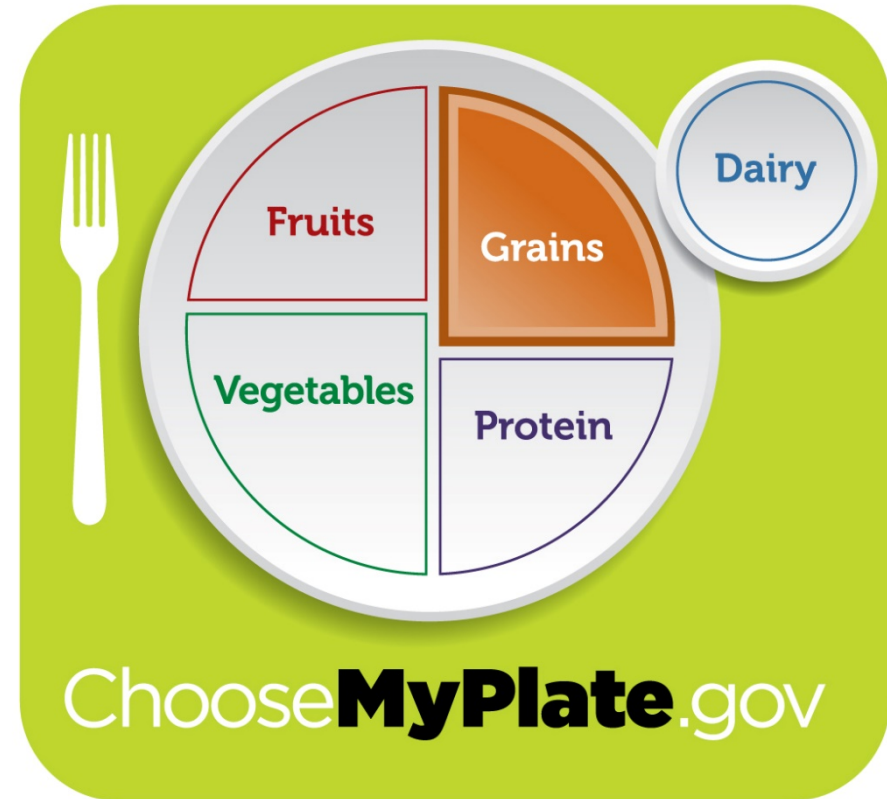 Dairy
Fruits
Grains
Vegetables
Protein
ChooseMyPlate.gov